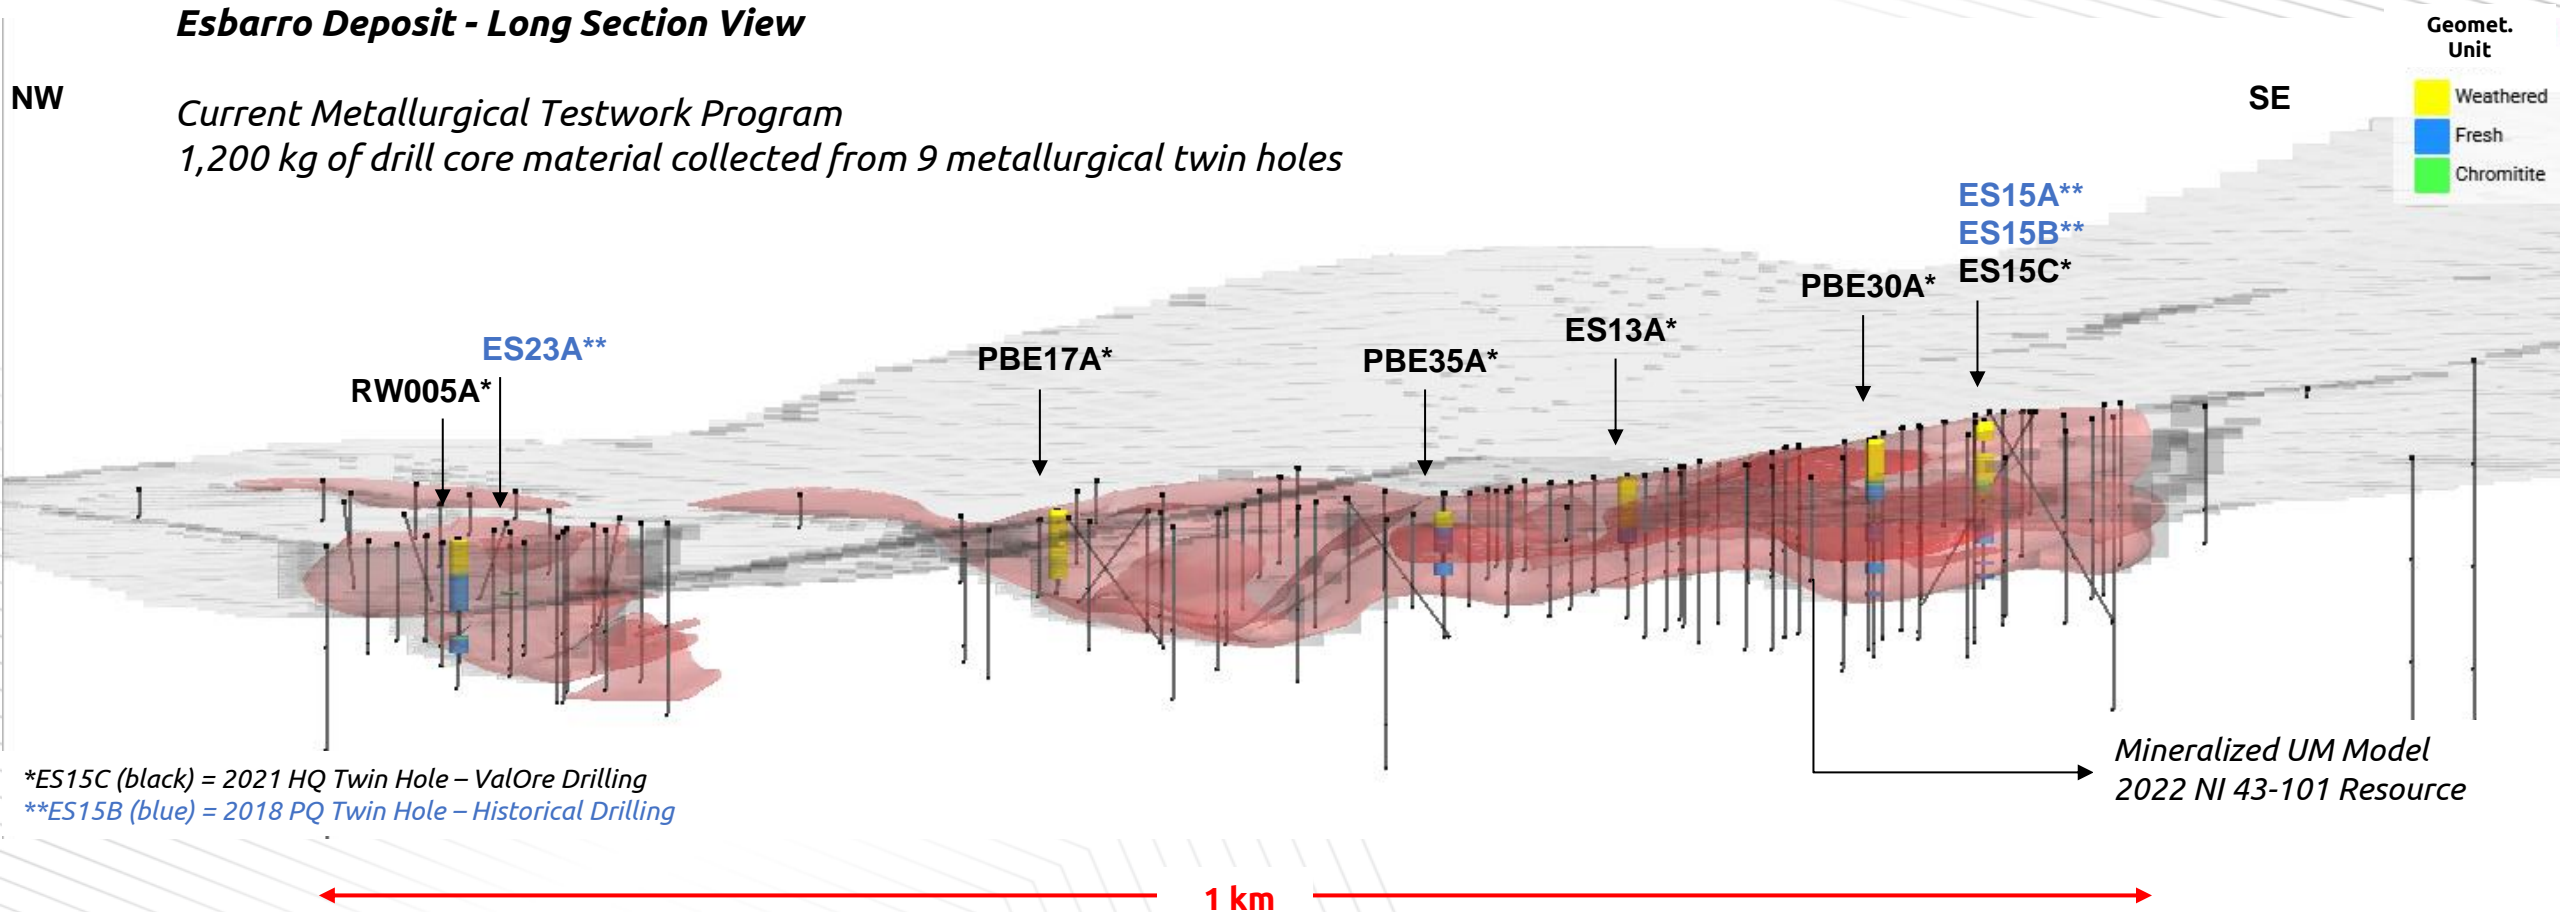 Esbarro Deposit - Long Section View
Geomet.
Unit
NW
Current Metallurgical Testwork Program
1,200 kg of drill core material collected from 9 metallurgical twin holes
SE
Weathered
Fresh
Chromitite
ES15A**
ES15B**
ES15C*
PBE30A*
ES13A*
PBE35A*
PBE17A*
ES23A**
RW005A*
Mineralized UM Model
2022 NI 43-101 Resource
*ES15C (black) = 2021 HQ Twin Hole – ValOre Drilling
**ES15B (blue) = 2018 PQ Twin Hole – Historical Drilling
1 km